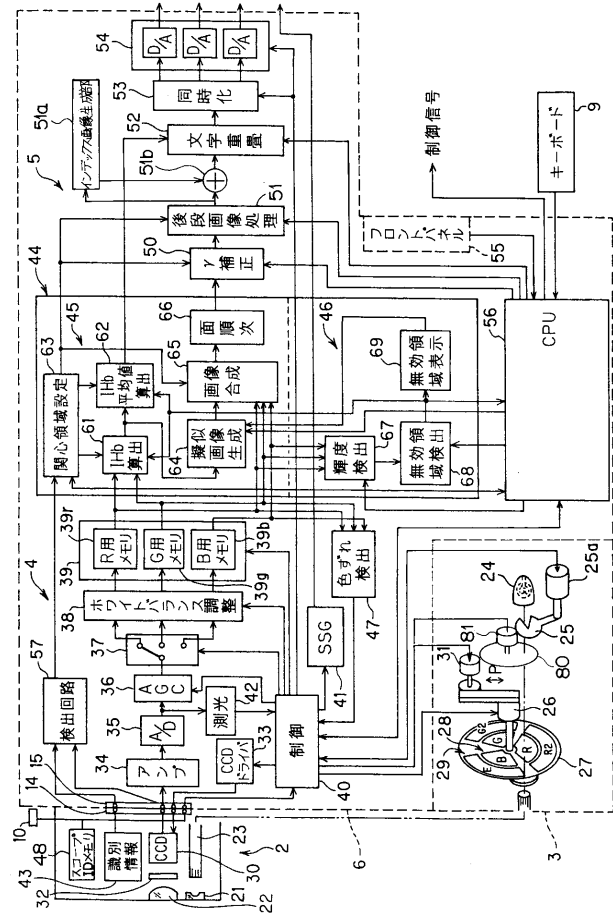 54
D/A
D/A
D/A
53
同時化
52
文字重畳
51a
インデックス画像生成部
51b
5
51
後段画像処理
50
γ補正
制御信号
9
キーボード
フロントパネル
55
44
45
63
関心領域設定
62
IHb
平均値
算出
61
IHb
算出
66
面順次
65
画像
合成
64
擬似
画像
生成
46
69
無効領
域表示
67
輝度
検出
68
無効領
域検出
56
CPU
4
57
検出回路
39
39r
R用
メモリ
G用
メモリ
39g
B用
メモリ
39b
38
ホワイトバランス調整
37
36
AGC
35
A/D
34
アンプ
42
測光
41
SSG
47
色ずれ
検出
33
CCD
ドライバ
40
制御
10
48
スコープ
IDメモリ
43
識別
情報
14
15
32
CCD
30
22
21
23
2
6
3
24
25
25a
81
80
31
P
26
28
29
G2
G
B
R
E
R2
27